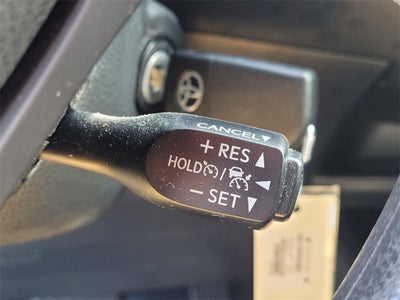 CANCEL▼
+ RES ▲
HOLD /
− SET ▼